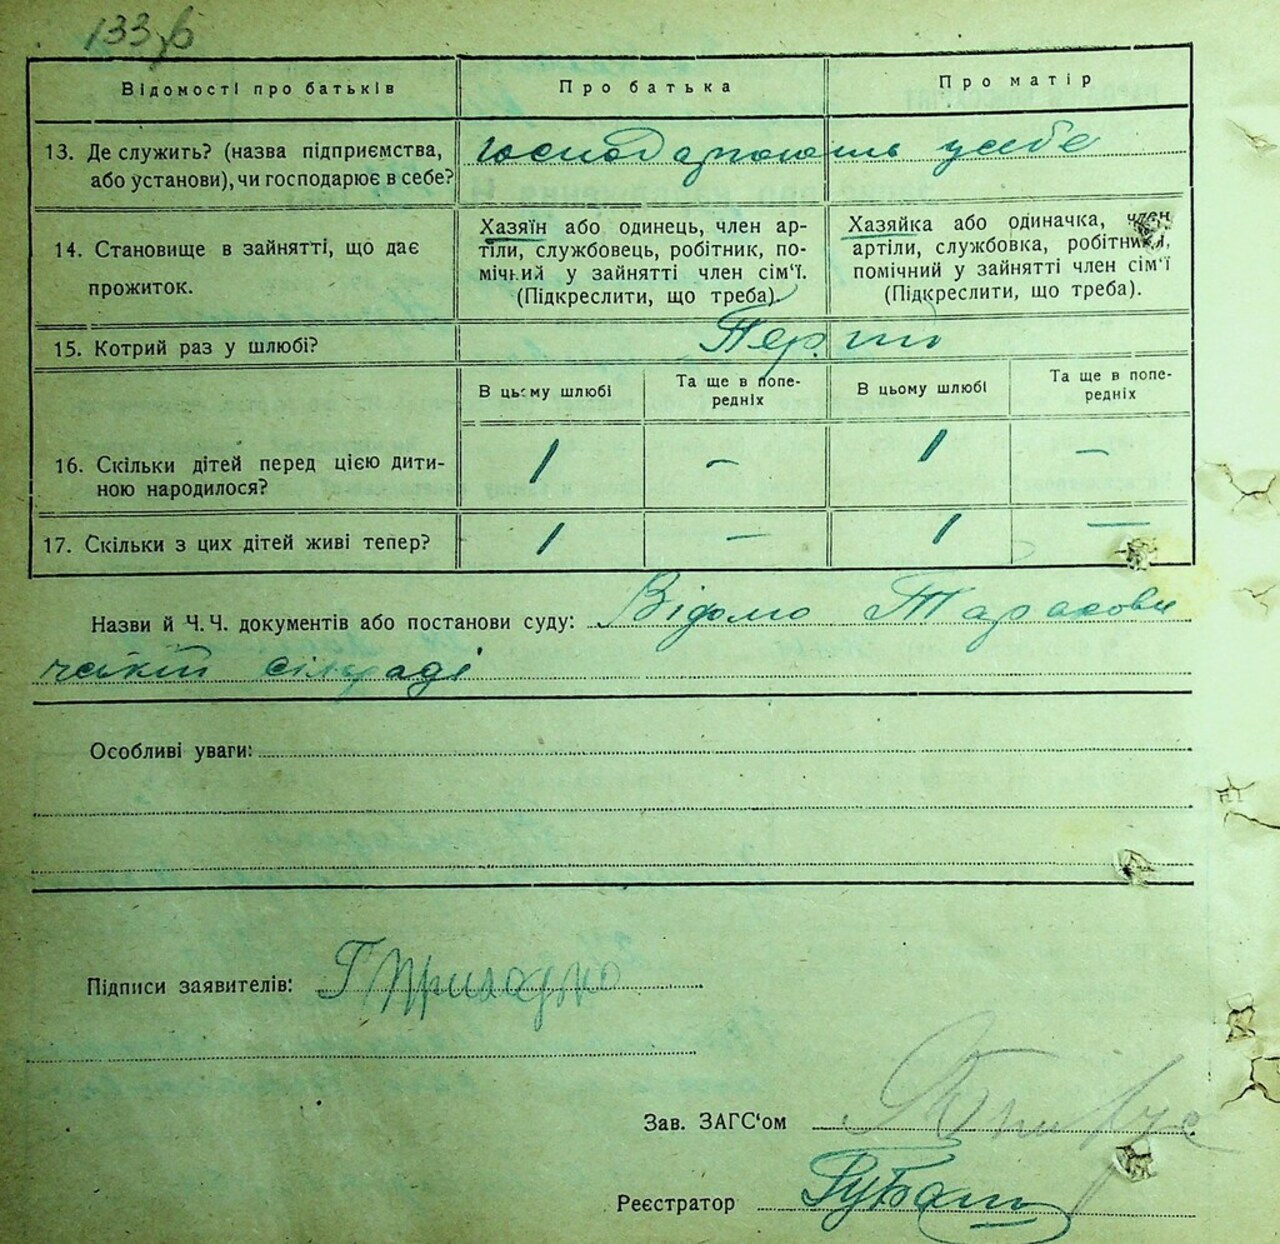 133 б
Відомості про батьків Про батька Про матір
13. Де служить? (назва підприємства, або установи), чи господарює в себе? господарюють у себе
14. Становище в зайнятті, що дає прожиток.
Хазяїн або одинець, член артіли, службовець, робітник, помічний у зайнятті член сім'ї. (Підкреслити, що треба).
Хазяйка або одиначка, член артіли, службовка, робітниця, помічний у зайнятті член сім'ї (Підкреслити, що треба).
15. Котрий раз у шлюбі? Перший
В цьому шлюбі Та ще в попередніх В цьому шлюбі Та ще в попередніх
16. Скільки дітей перед цією дитиною народилося? 1 — 1 —
17. Скільки з цих дітей живі тепер? 1 — 1 —
Назви й Ч.Ч. документів або постанови суду: Відомо
сільраді
Особливі уваги:
Підписи заявителів:
Зав. ЗАГС'ом
Реєстратор